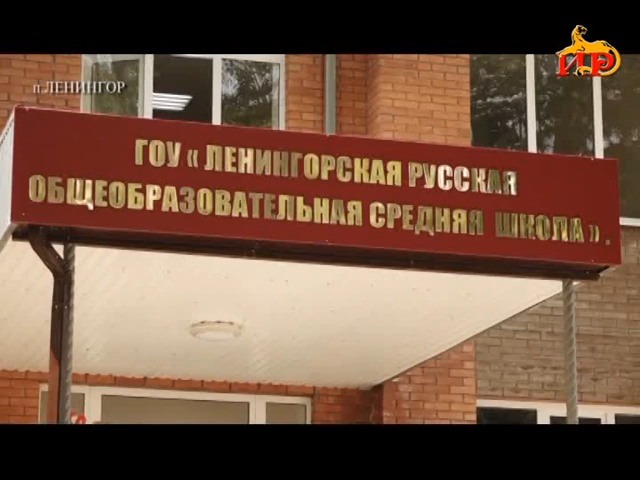 п.ЛЕНИНГОР
ИР
ГОУ « ЛЕНИНГОРСКАЯ РУССКАЯ
ОБЩЕОБРАЗОВАТЕЛЬНАЯ СРЕДНЯЯ ШКОЛА» .